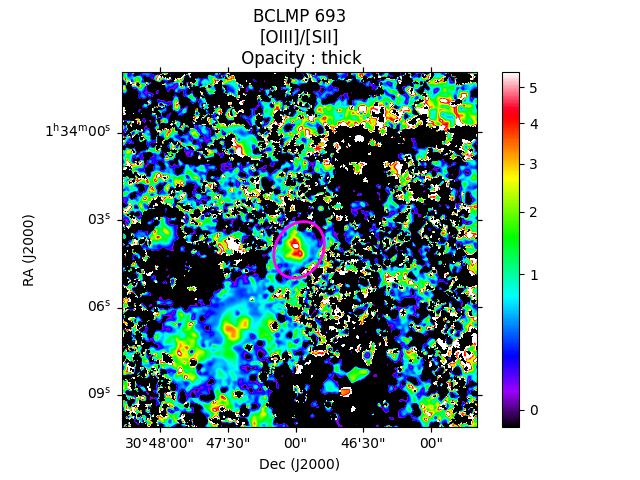 BCLMP 693
[OIII]/[SII]
Opacity : thick
RA (J2000)
1h34m00s
03s
06s
09s
30°48'00" 47'30" 00" 46'30" 00"
Dec (J2000)
5
4
3
2
1
0